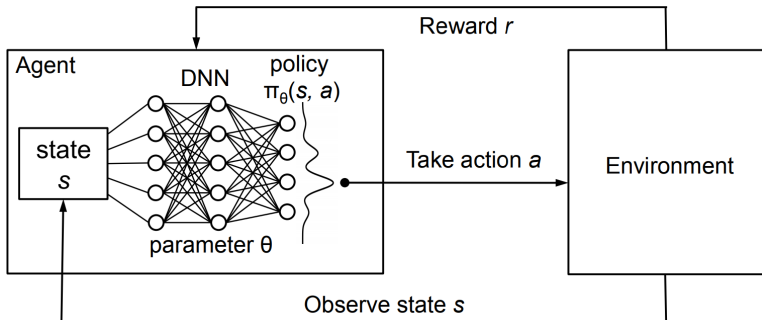 Reward r
Agent
DNN
policy
πθ(s, a)
state
s
Take action a
Environment
parameter θ
Observe state s